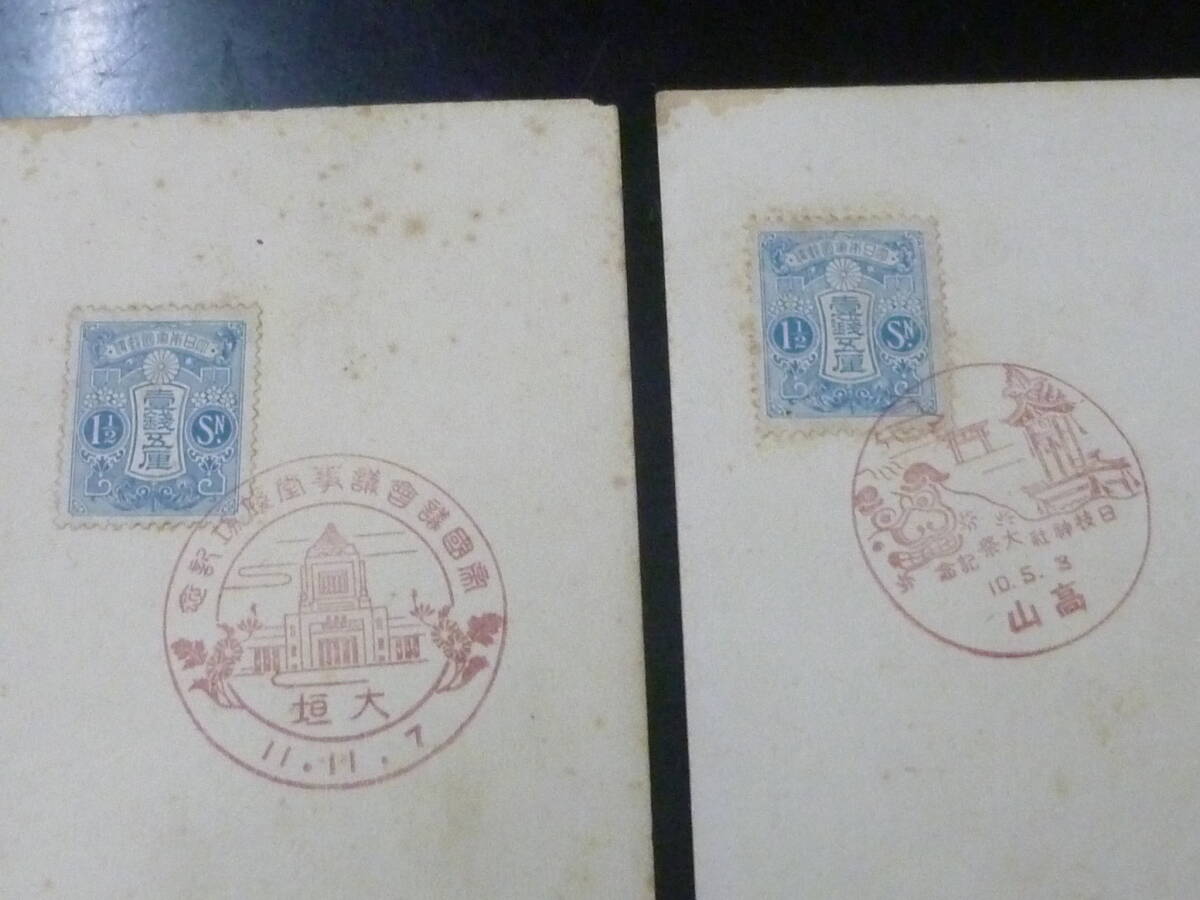 大日本帝國郵便
壹錢五厘
1½ SN.
帝國議會議事堂竣成記念
大垣
11.11.7
大日本帝國郵便
壹錢五厘
1½ SN.
日枝神社大祭記念
10.5.3
高山